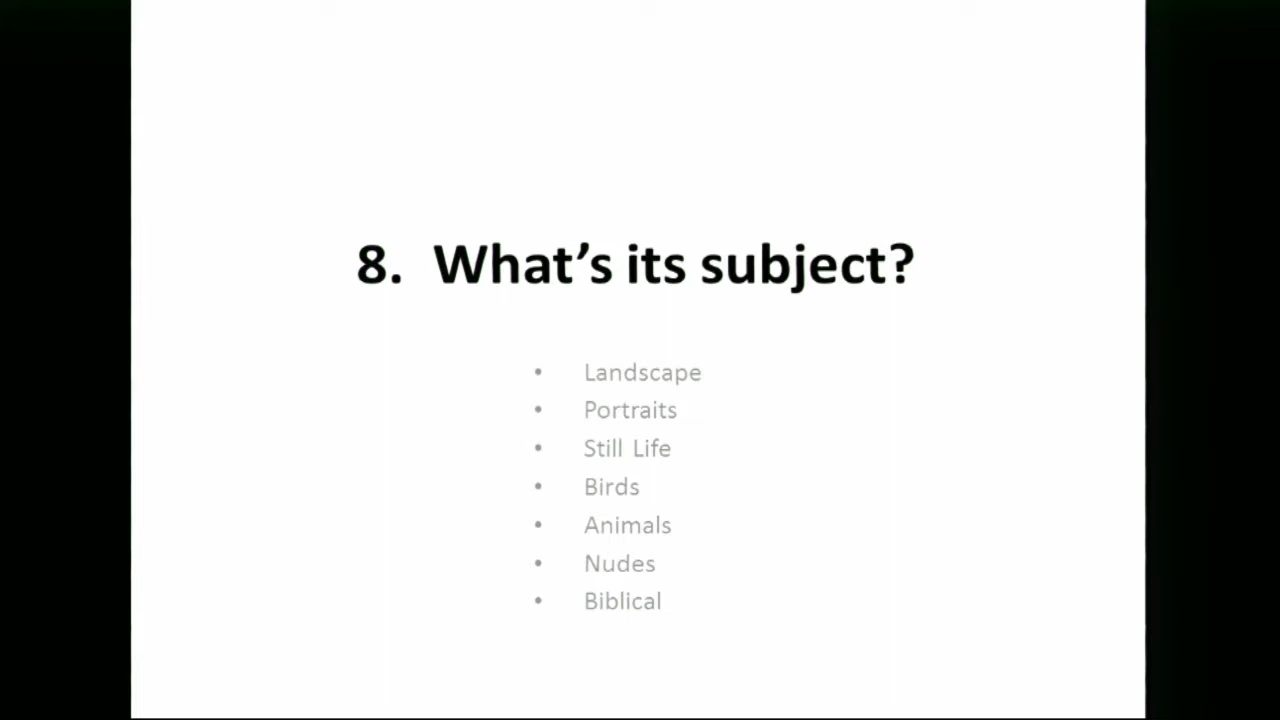 8. What’s its subject?
• Landscape
• Portraits
• Still Life
• Birds
• Animals
• Nudes
• Biblical